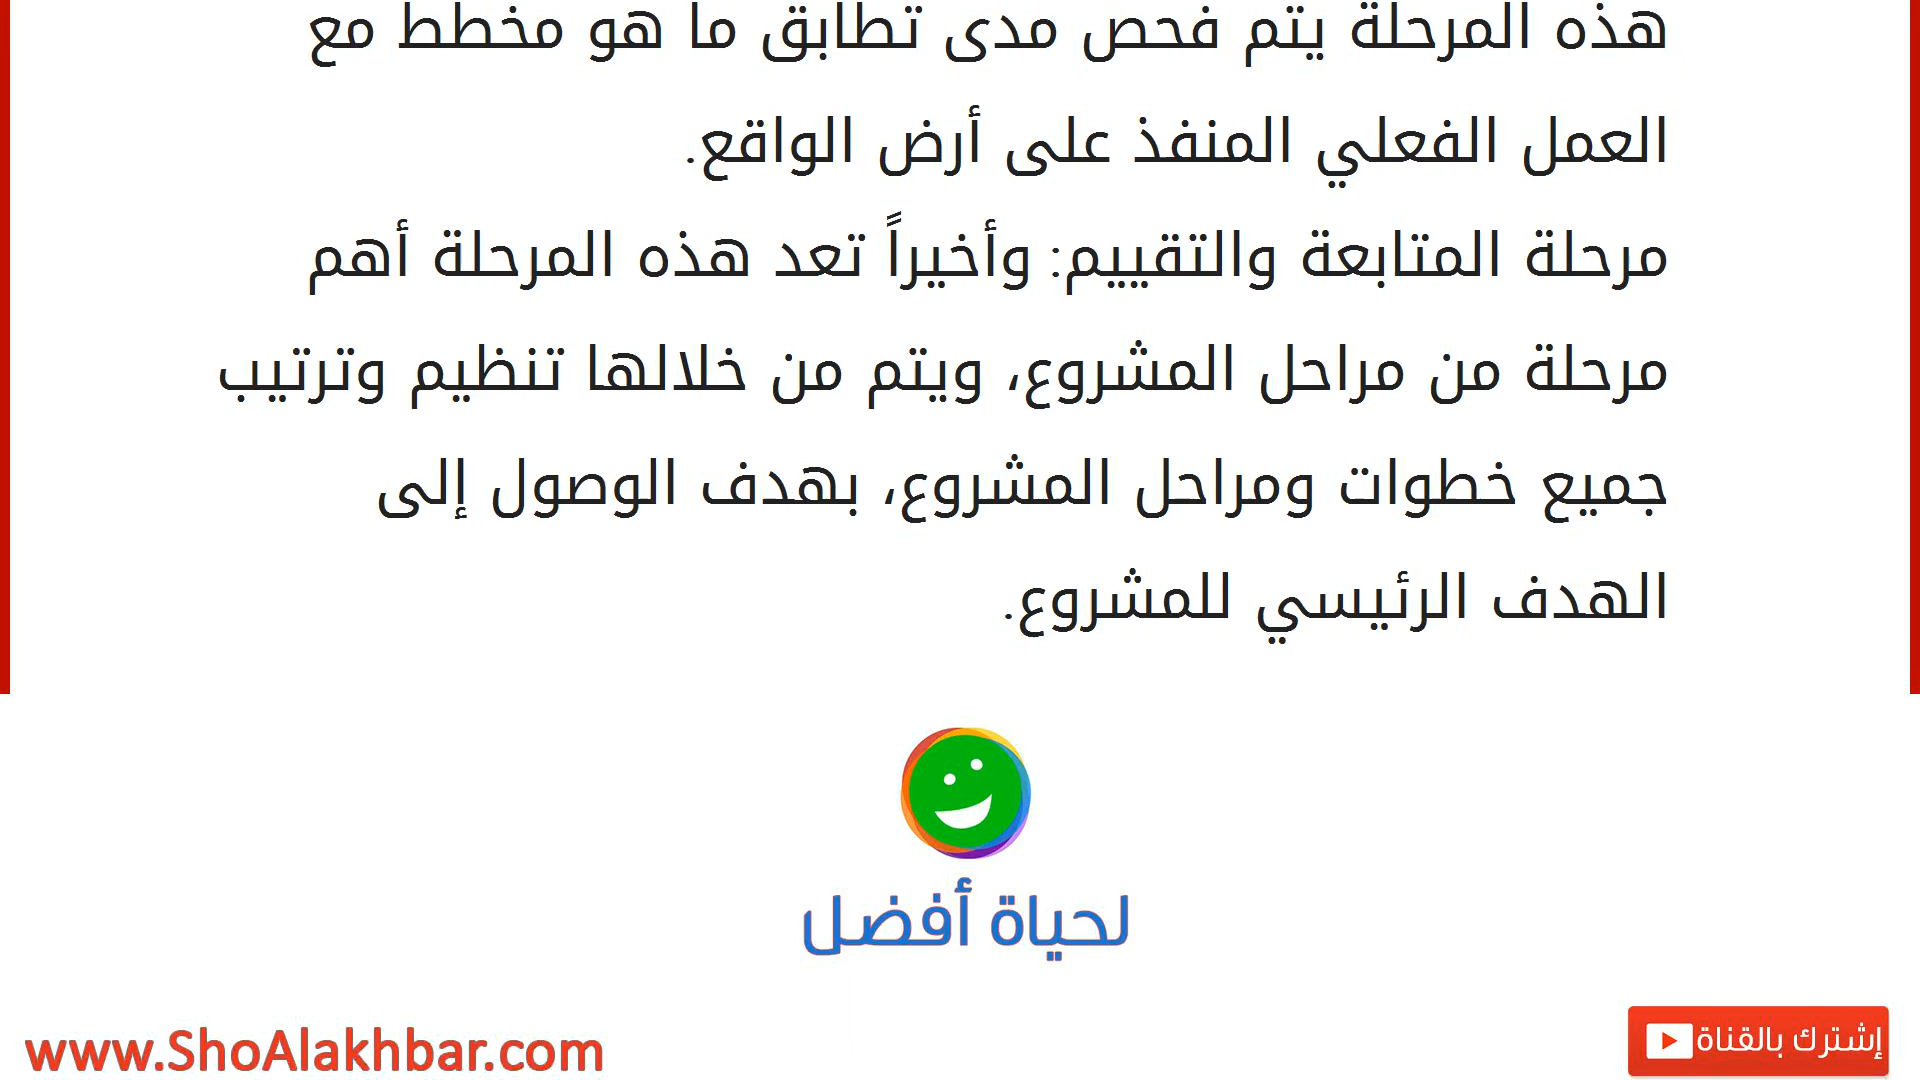 هذه المرحلة يتم فحص مدى تطابق ما هو مخطط مع
العمل الفعلي المنفذ على أرض الواقع.
مرحلة المتابعة والتقييم: وأخيراً تعد هذه المرحلة أهم
مرحلة من مراحل المشروع، ويتم من خلالها تنظيم وترتيب
جميع خطوات ومراحل المشروع، بهدف الوصول إلى
الهدف الرئيسي للمشروع.
لحياة أفضل
www.ShoAlakhbar.com
إشترك بالقناة